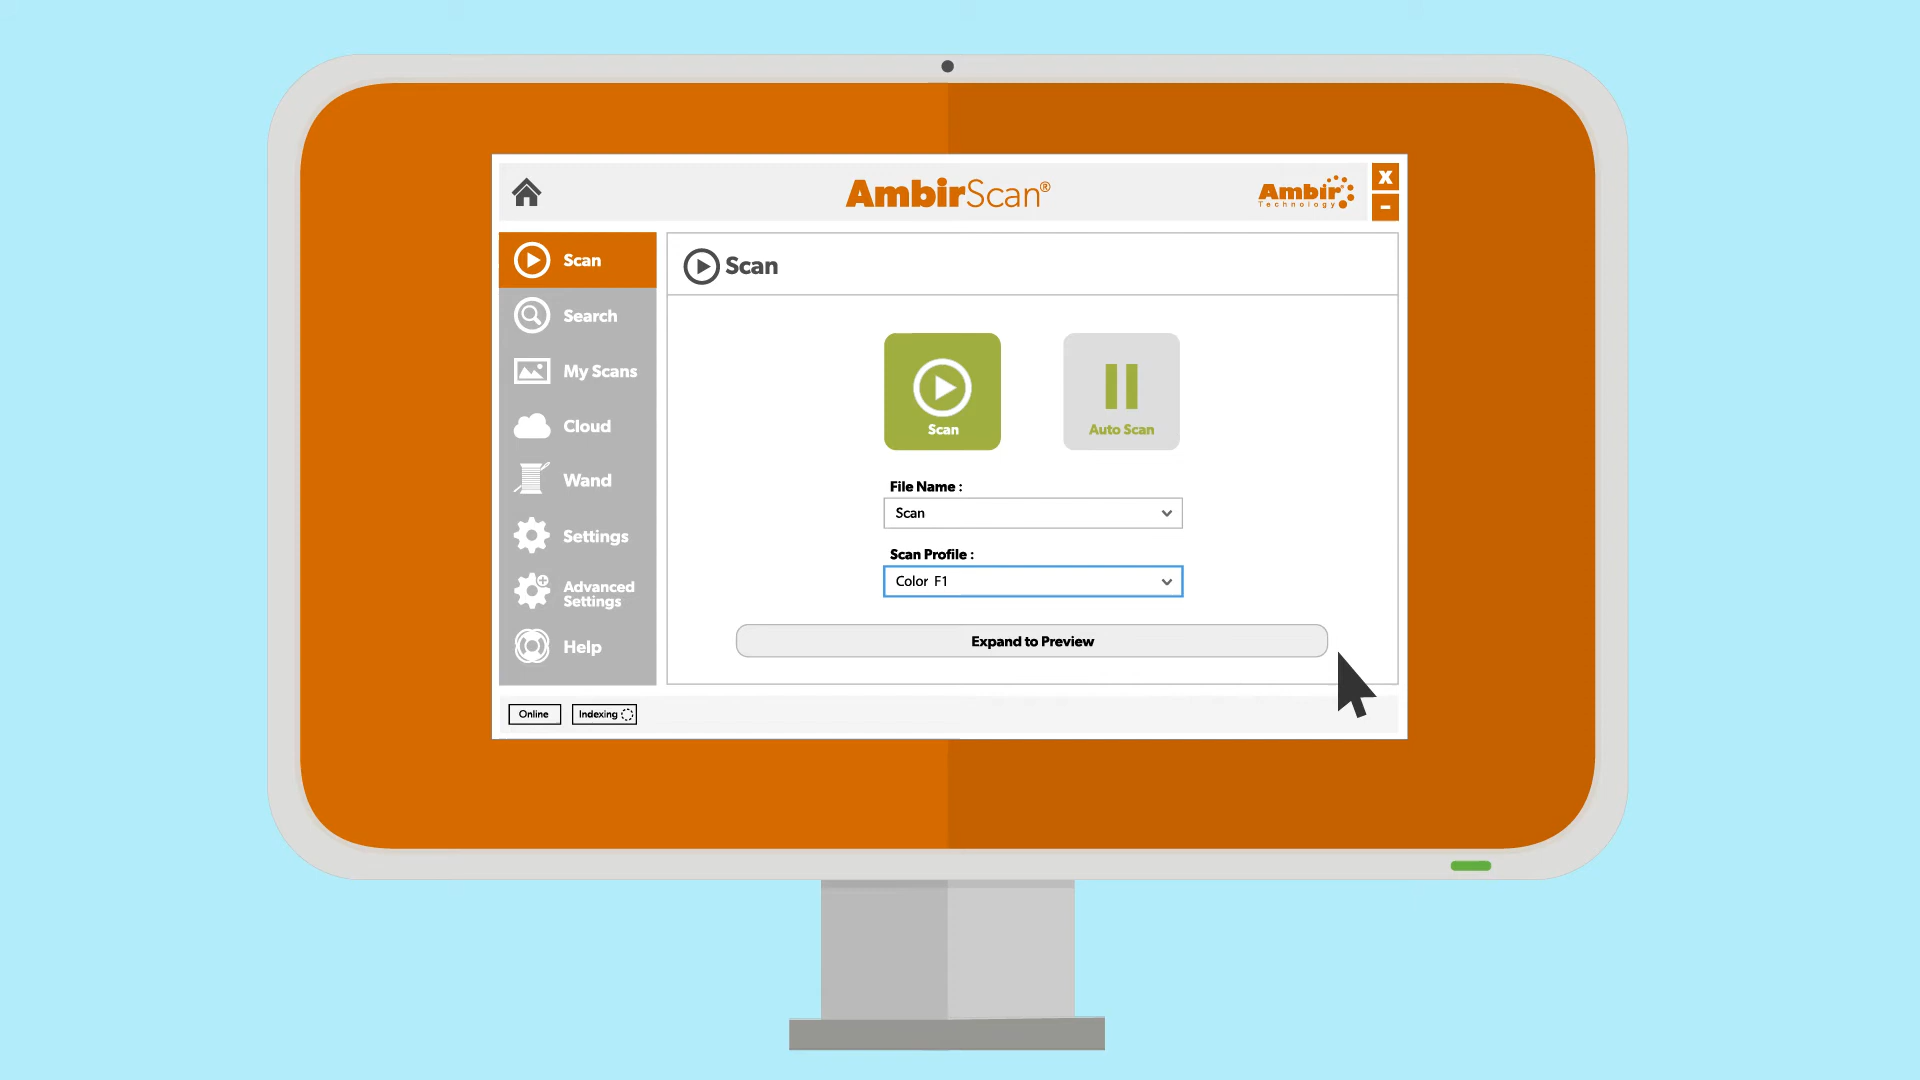 AmbirScan®
Ambir
Technology
X
Scan
Search
My Scans
Cloud
Wand
Settings
Advanced
Settings
Help
Scan
Scan
Auto Scan
File Name :
Scan
Scan Profile :
Color F1
Expand to Preview
Online
Indexing